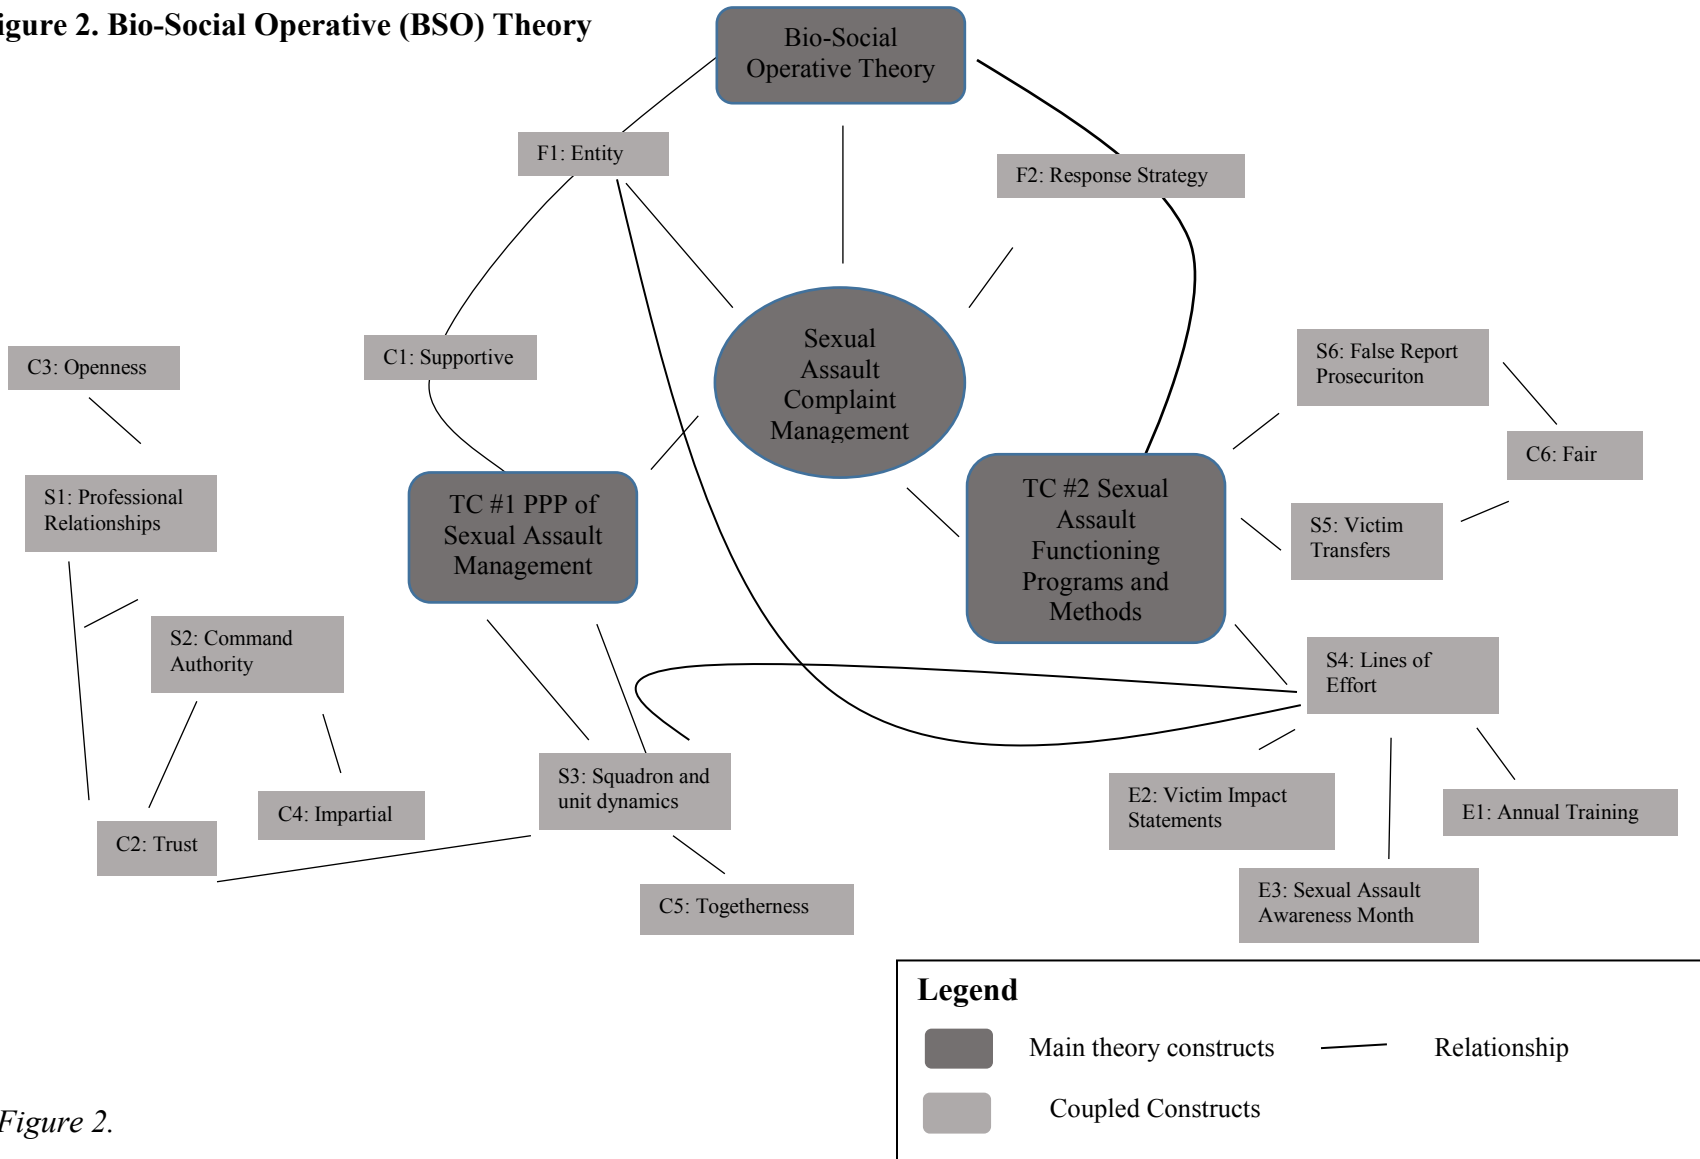 igure 2. Bio-Social Operative (BSO) Theory
Bio-Social
Operative Theory
F1: Entity
F2: Response Strategy
Sexual
Assault
Complaint
Management
C1: Supportive
C3: Openness
S6: False Report
Prosecuriton
C6: Fair
S1: Professional
Relationships
TC #1 PPP of
Sexual Assault
Management
TC #2 Sexual
Assault
Functioning
Programs and
Methods
S5: Victim
Transfers
S2: Command
Authority
S4: Lines of
Effort
S3: Squadron and
unit dynamics
C4: Impartial
C2: Trust
E2: Victim Impact
Statements
E1: Annual Training
C5: Togetherness
E3: Sexual Assault
Awareness Month
Legend
Main theory constructs
Relationship
Coupled Constructs
Figure 2.